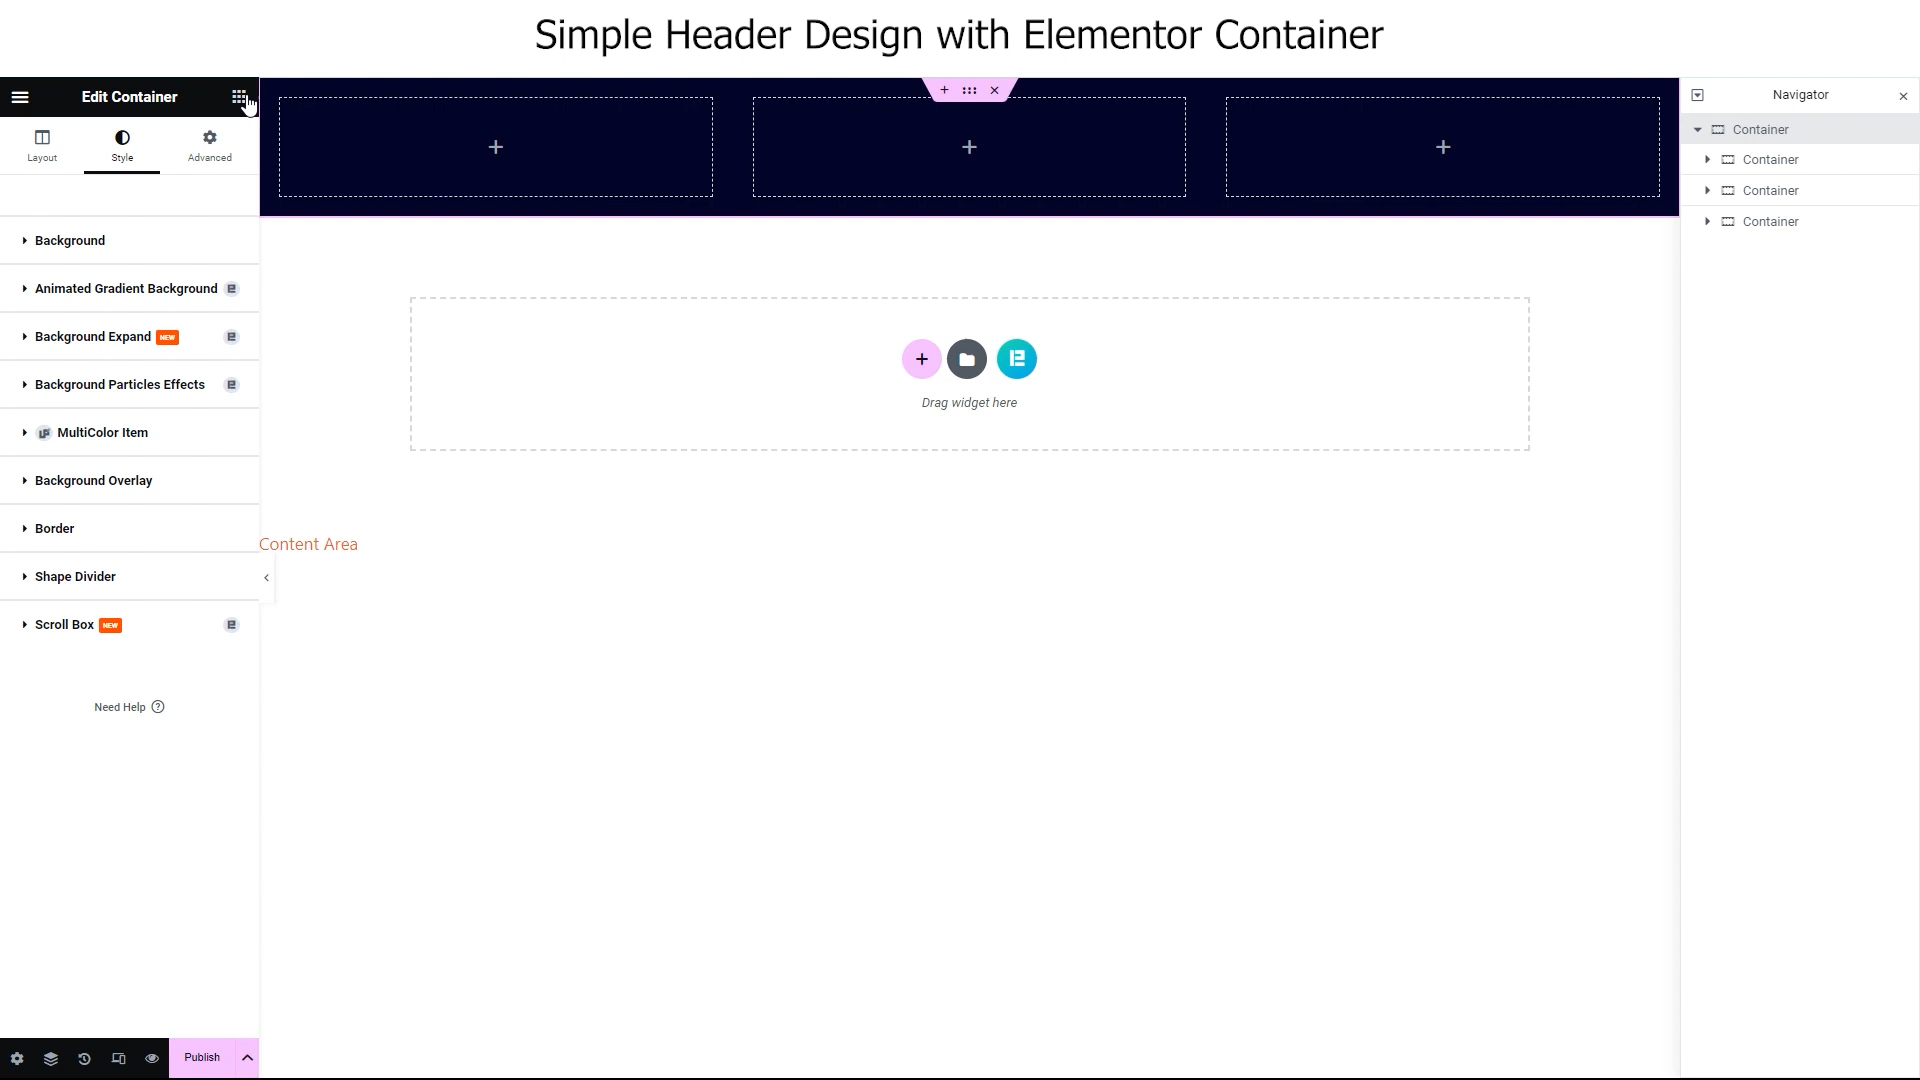 Simple Header Design with Elementor Container
Edit Container
Layout
Style
Advanced
Background
Animated Gradient Background
Background Expand NEW
Background Particles Effects
MultiColor Item
Background Overlay
Border
Shape Divider
Scroll Box NEW
Need Help
Publish
Drag widget here
Content Area
Navigator
Container
Container
Container
Container